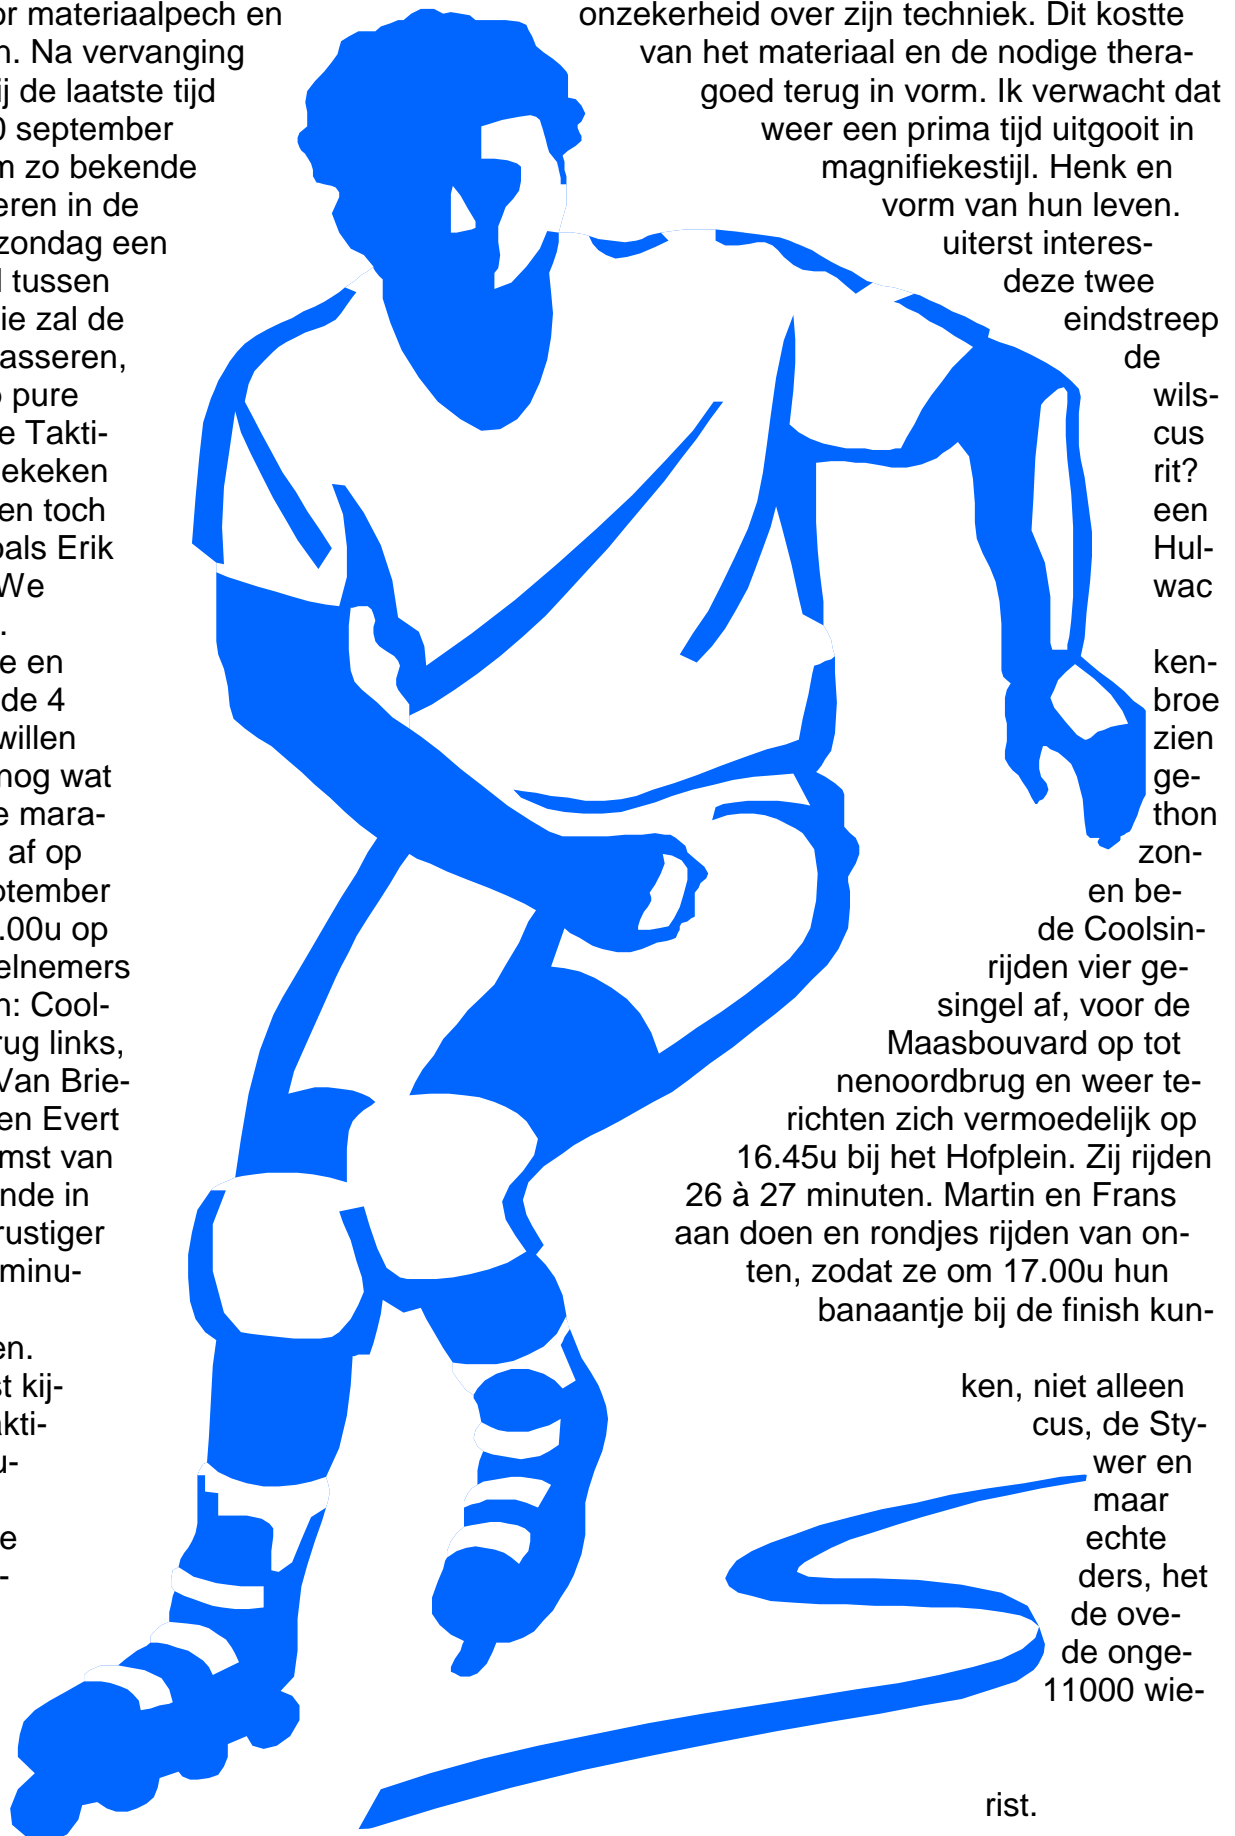 or materiaalpech en onzekerheid over zijn techniek. Dit kostte
n. Na vervanging van het materiaal en de nodige thera-
ij de laatste tijd goed terug in vorm. Ik verwacht dat
0 september weer een prima tijd uitgooit in
m zo bekende magnifiekestijl. Henk en
eren in de vorm van hun leven.
zondag een uiterst interes-
l tussen deze twee
ie zal de eindstreep
asseren, de
o pure wils-
e Takti- cus
ekeken rit?
en toch een
oals Erik Hul-
We wac
.
e en ken-
de 4 broe
willen zien
nog wat ge-
e mara- thon
af op zon-
otember en be-
.00u op de Coolsin-
elnemers rijden vier ge-
n: Cool- singel af, voor de
rug links, Maasbouvard op tot
Van Brie- nenoordbrug en weer te-
en Evert richten zich vermoedelijk op
mst van 16.45u bij het Hofplein. Zij rijden
nde in 26 à 27 minuten. Martin en Frans
rustiger aan doen en rondjes rijden van on-
minu- ten, zodat ze om 17.00u hun
banaantje bij de finish kun-
en.
st kij- ken, niet alleen
akti- cus, de Sty-
u- wer en
maar
e echte
- ders, het
de ove-
de onge-
11000 wie-
rist.